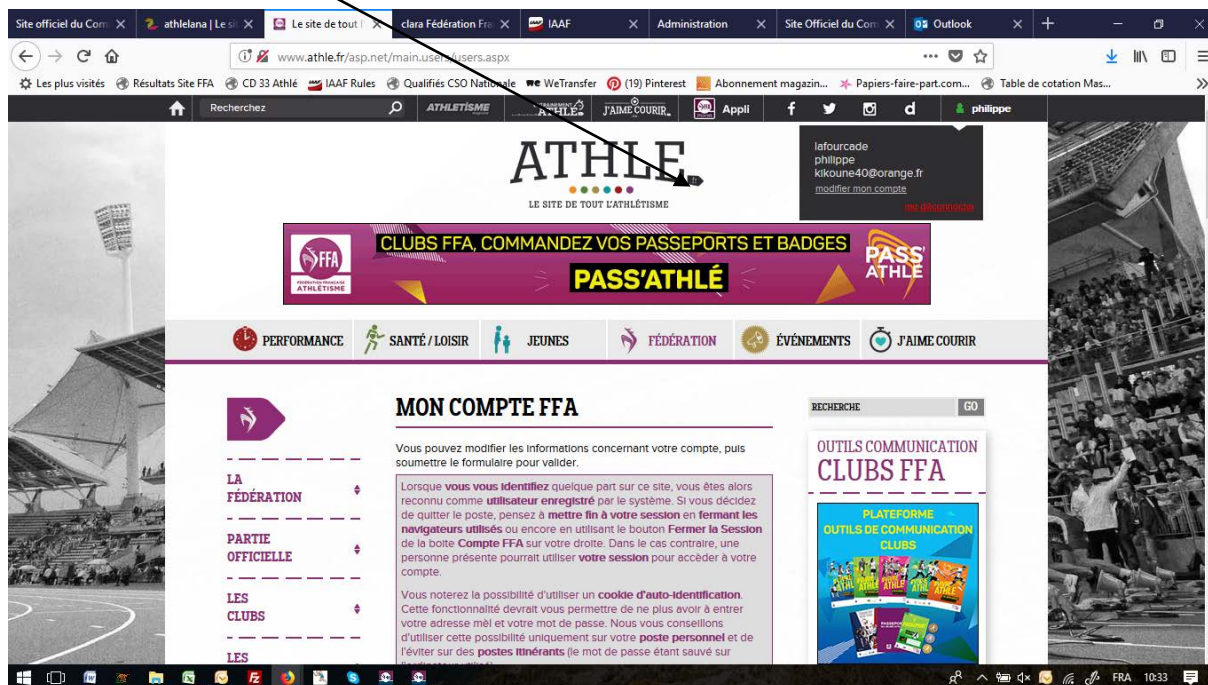 Site officiel du Com
athlelana | Le si
Le site de tout l
clara Fédération Fra
IAAF
Administration
Site Officiel du Com
Outlook
www.athle.fr/asp.net/main.users/users.aspx
Les plus visités
Résultats Site FFA
CD 33 Athlé
IAAF Rules
Qualifiés CSO Nationale
WeTransfer
(19) Pinterest
Abonnement magazin...
Papiers-faire-part.com...
Table de cotation Mas...
Recherchez
ATHLETISME
ATHLÉ
J'AIME COURIR
Appli
philippe
ATHLE
LE SITE DE TOUT L'ATHLÉTISME
lafourcade
philippe
kikoune40@orange.fr
modifier mon compte
me déconnecter
FFA
FÉDÉRATION FRANÇAISE
ATHLÉTISME
CLUBS FFA, COMMANDEZ VOS PASSEPORTS ET BADGES
PASS'ATHLÉ
PASS'
ATHLÉ
PERFORMANCE
SANTÉ / LOISIR
JEUNES
FÉDÉRATION
ÉVÉNEMENTS
J'AIME COURIR
LA
FÉDÉRATION
PARTIE
OFFICIELLE
LES
CLUBS
LES
MON COMPTE FFA
Vous pouvez modifier les informations concernant votre compte, puis
soumettre le formulaire pour valider.
Lorsque vous vous identifiez quelque part sur ce site, vous êtes alors
reconnu comme utilisateur enregistré par le système. Si vous décidez
de quitter le poste, pensez à mettre fin à votre session en fermant les
navigateurs utilisés ou encore en utilisant le bouton Fermer la Session
de la boite Compte FFA sur votre droite. Dans le cas contraire, une
personne présente pourrait utiliser votre session pour accèder à votre
compte.
Vous noterez la possibilité d'utiliser un cookie d'auto-identification.
Cette fonctionnalité devrait vous permettre de ne plus avoir à entrer
votre adresse mèl et votre mot de passe. Nous vous conseillons
d'utiliser cette possibilité uniquement sur votre poste personnel et de
l'éviter sur des postes itinérants (le mot de passe étant sauvé sur
RECHERCHE
GO
OUTILS COMMUNICATION
CLUBS FFA
PLATEFORME
OUTILS DE COMMUNICATION
CLUBS
FRA
10:33